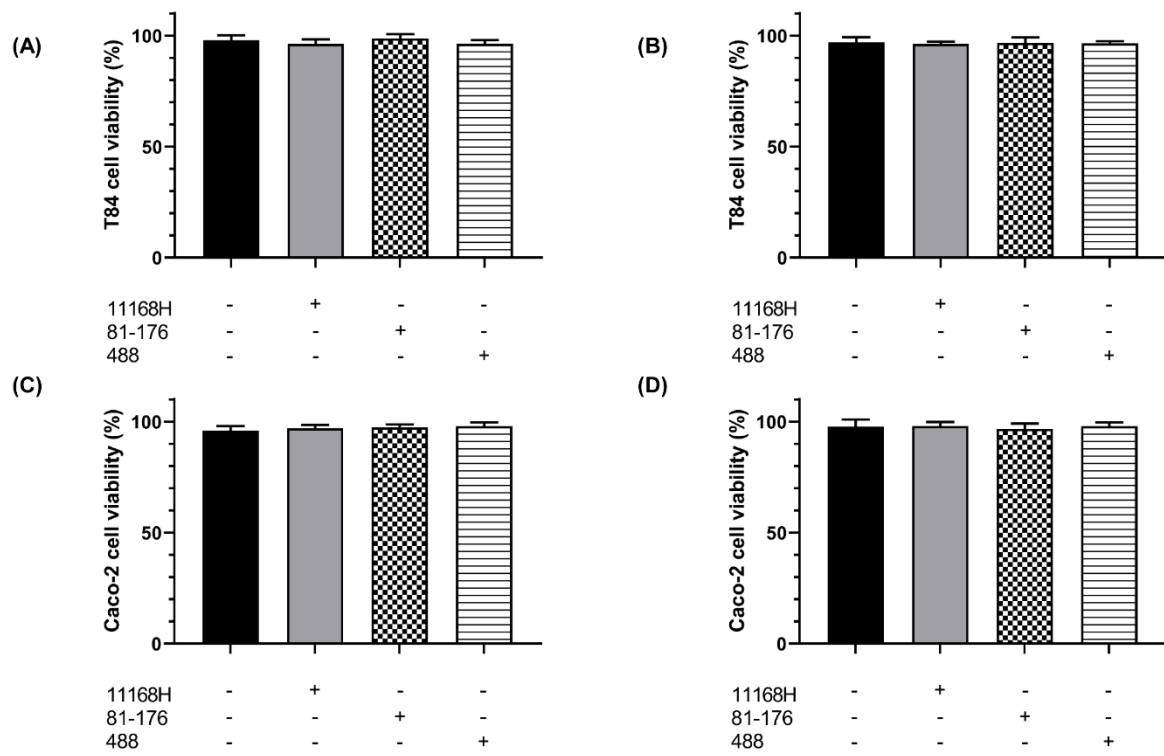 (A)
T84 cell viability (%)
100
50
0
11168H - + - -
81-176 - - + -
488 - - - +
(B)
T84 cell viability (%)
100
50
0
11168H - + - -
81-176 - - + -
488 - - - +
(C)
Caco-2 cell viability (%)
100
50
0
11168H - + - -
81-176 - - + -
488 - - - +
(D)
Caco-2 cell viability (%)
100
50
0
11168H - + - -
81-176 - - + -
488 - - - +